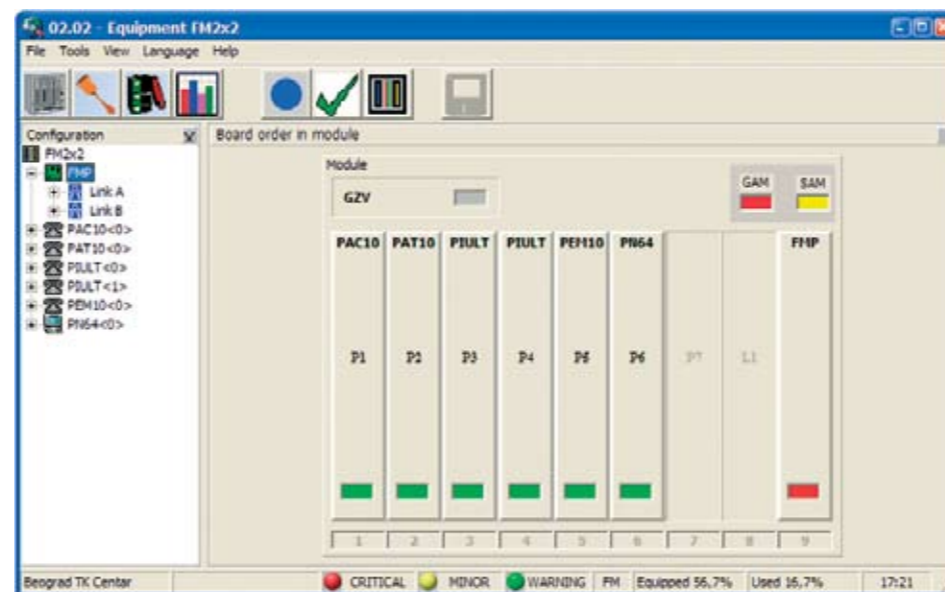 02.02 - Equipment FM2x2
File Tools View Language Help
Configuration
Board order in module
FM2x2
FMP
Link A
Link B
PAC10<0>
PAT10<0>
PIULT<0>
PIULT<1>
PEM10<0>
PN64<0>
Module
GZV
GAM SAM
PAC10 PAT10 PIULT PIULT PEM10 PN64 FMP
P1 P2 P3 P4 P5 P6 P7 L1
1 2 3 4 5 6 7 8 9
Beograd TK Centar CRITICAL MINOR WARNING FM Equipped 56,7% Used 16,7% 17:21